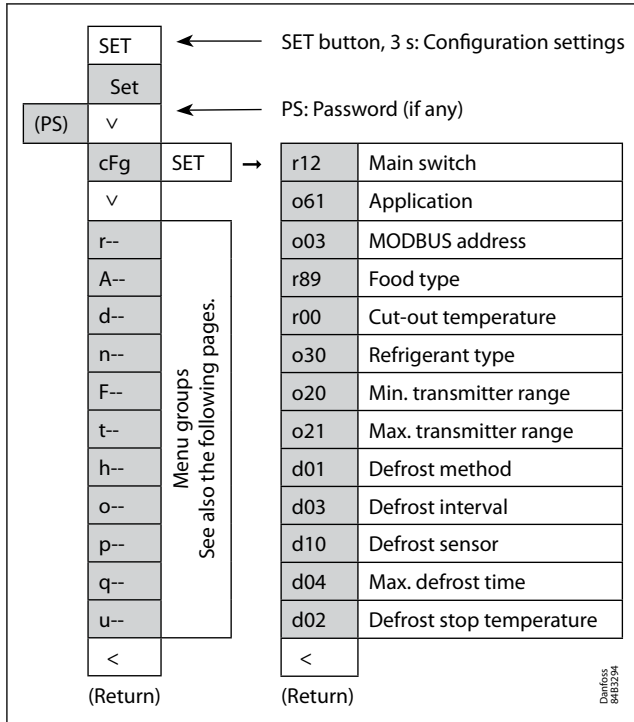 SET
SET button, 3 s: Configuration settings
Set
(PS)
˅
PS: Password (if any)
cFg SET → r12 Main switch
˅
o61 Application
r-- o03 MODBUS address
A-- r89 Food type
d-- r00 Cut-out temperature
n-- o30 Refrigerant type
F-- o20 Min. transmitter range
t-- o21 Max. transmitter range
h-- d01 Defrost method
o-- d03 Defrost interval
p-- d10 Defrost sensor
q-- d04 Max. defrost time
u-- d02 Defrost stop temperature
Menu groups
See also the following pages.
< <
(Return) (Return)
Danfoss
84B3294